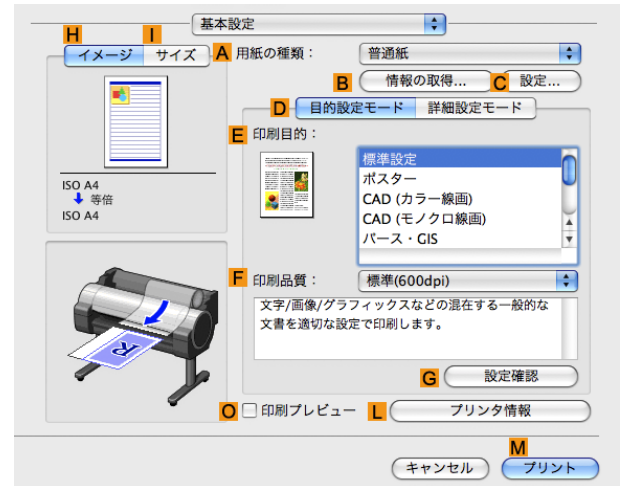 基本設定
H I
イメージ サイズ
A 用紙の種類： 普通紙
B 情報の取得... C 設定...
D 目的設定モード 詳細設定モード
E 印刷目的：
標準設定
ポスター
CAD (カラー線画)
CAD (モノクロ線画)
パース・GIS
ISO A4
等倍
ISO A4
F 印刷品質： 標準(600dpi)
文字/画像/グラフィックスなどの混在する一般的な
文書を適切な設定で印刷します。
R
G 設定確認
O 印刷プレビュー L プリンタ情報
M
キャンセル プリント